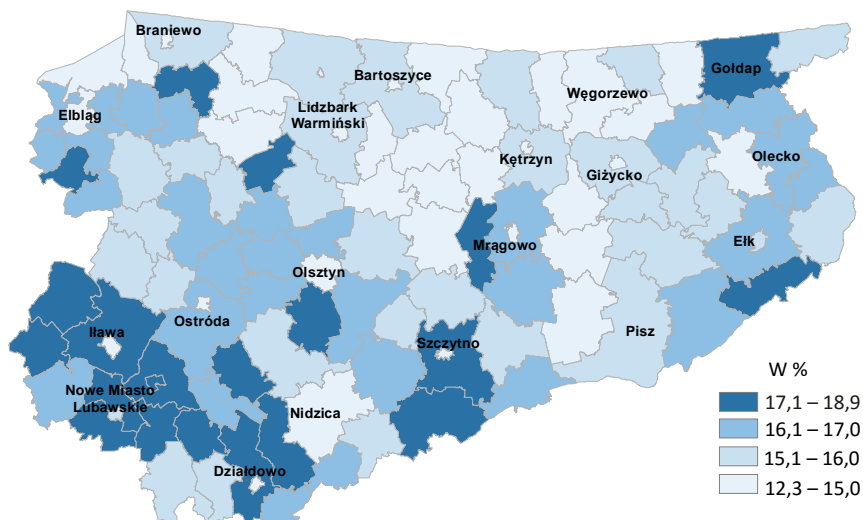 Braniewo
Gołdap
Bartoszyce
Węgorzewo
Elbląg
Lidzbark
Warmiński
Kętrzyn
Olecko
Giżycko
Mrągowo
Ełk
Olsztyn
Ostróda
Iława
Szczytno
Pisz
Nowe Miasto
Lubawskie
Nidzica
Działdowo
W %
17,1 – 18,9
16,1 – 17,0
15,1 – 16,0
12,3 – 15,0